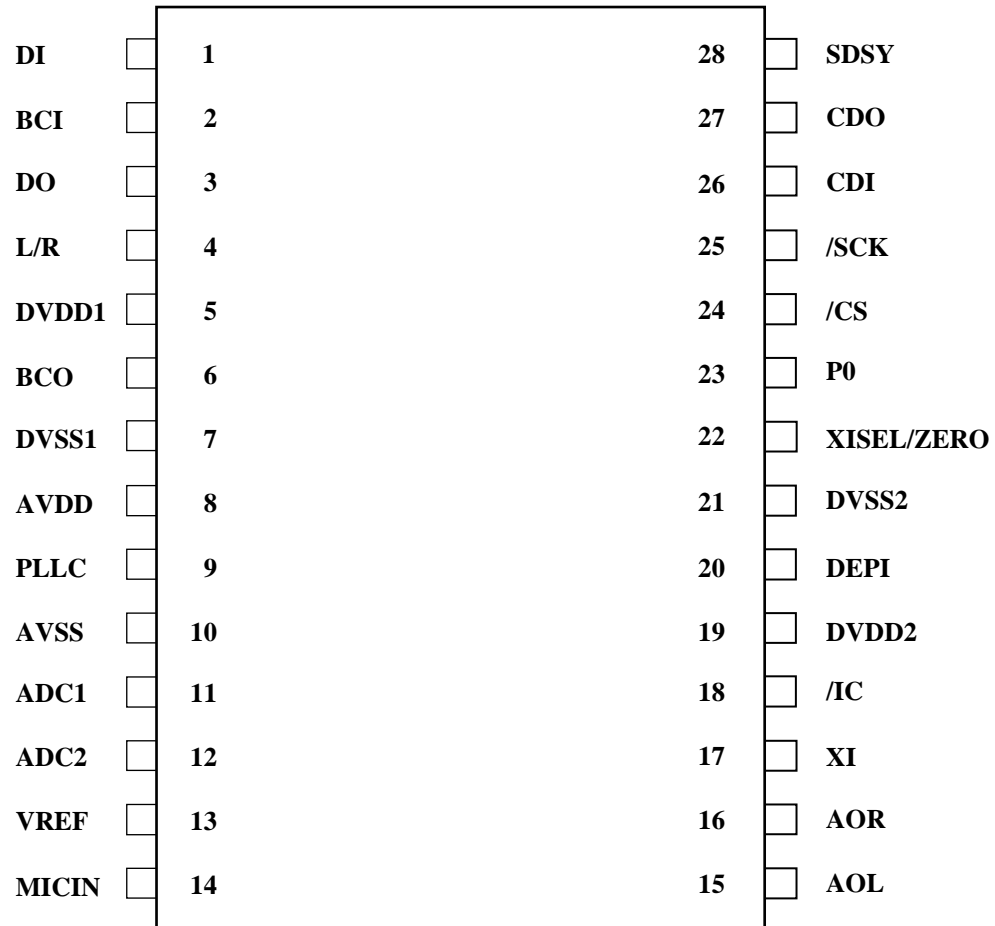 DI 1 28 SDSY
BCI 2 27 CDO
DO 3 26 CDI
L/R 4 25 /SCK
DVDD1 5 24 /CS
BCO 6 23 P0
DVSS1 7 22 XISEL/ZERO
AVDD 8 21 DVSS2
PLLC 9 20 DEPI
AVSS 10 19 DVDD2
ADC1 11 18 /IC
ADC2 12 17 XI
VREF 13 16 AOR
MICIN 14 15 AOL